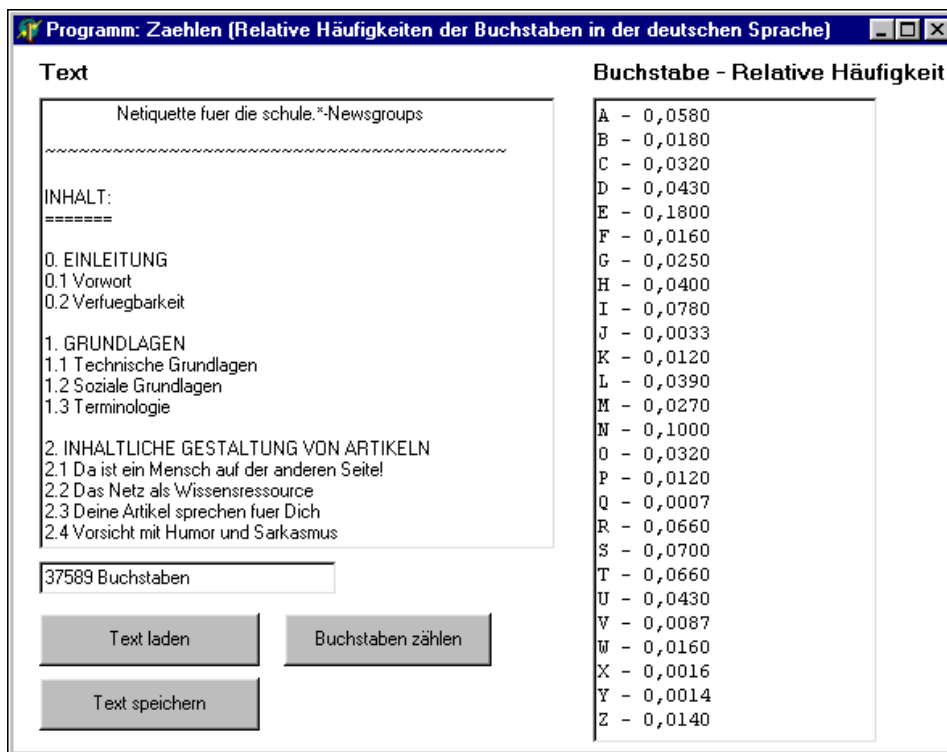 Programm: Zaehlen (Relative Häufigkeiten der Buchstaben in der deutschen Sprache)
Text
Netiquette fuer die schule.*-Newsgroups
~~~~~~~~~~~~~~~~~~~~~~~~~~~~~~~~~~~~~~~~~
INHALT:
=======
0. EINLEITUNG
0.1 Vorwort
0.2 Verfuegbarkeit
1. GRUNDLAGEN
1.1 Technische Grundlagen
1.2 Soziale Grundlagen
1.3 Terminologie
2. INHALTLICHE GESTALTUNG VON ARTIKELN
2.1 Da ist ein Mensch auf der anderen Seite!
2.2 Das Netz als Wissensressource
2.3 Deine Artikel sprechen fuer Dich
2.4 Vorsicht mit Humor und Sarkasmus
37589 Buchstaben
Text laden
Buchstaben zählen
Text speichern
Buchstabe - Relative Häufigkeit
A - 0,0580
B - 0,0180
C - 0,0320
D - 0,0430
E - 0,1800
F - 0,0160
G - 0,0250
H - 0,0400
I - 0,0780
J - 0,0033
K - 0,0120
L - 0,0390
M - 0,0270
N - 0,1000
O - 0,0320
P - 0,0120
Q - 0,0007
R - 0,0660
S - 0,0700
T - 0,0660
U - 0,0430
V - 0,0087
W - 0,0160
X - 0,0016
Y - 0,0014
Z - 0,0140